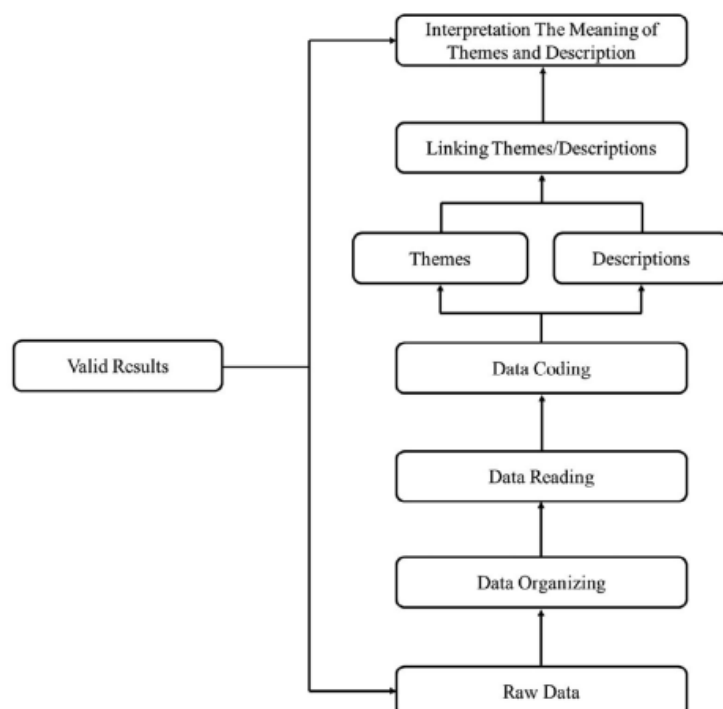 Interpretation The Meaning of
Themes and Description
Linking Themes/Descriptions
Themes
Descriptions
Valid Results
Data Coding
Data Reading
Data Organizing
Raw Data